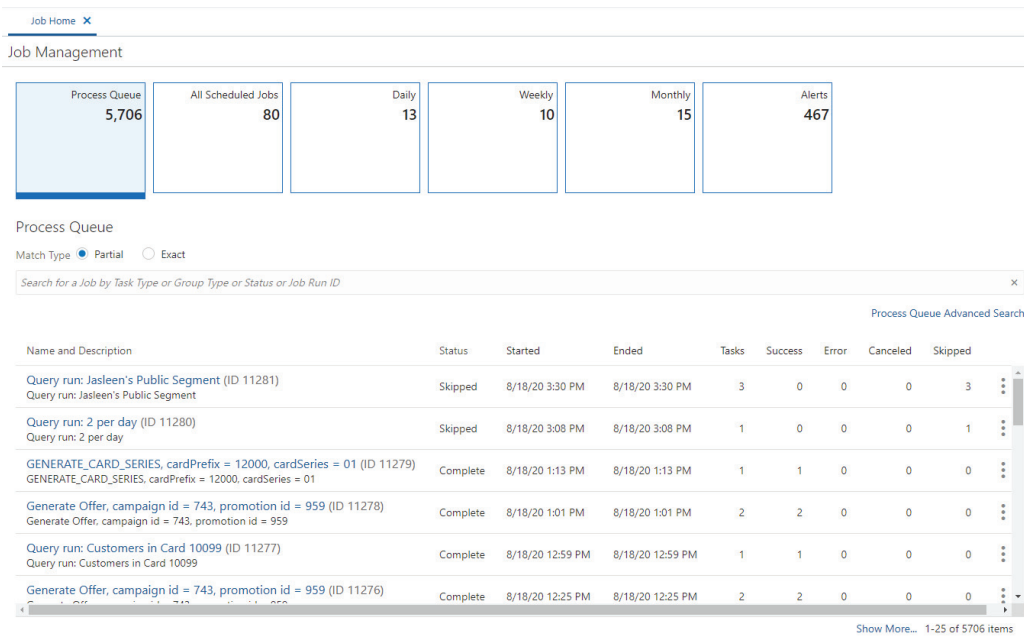 Job Home
Job Management
Process Queue
5,706
All Scheduled Jobs
80
Daily
13
Weekly
10
Monthly
15
Alerts
467
Process Queue
Match Type Partial Exact
Search for a Job by Task Type or Group Type or Status or Job Run ID
Process Queue Advanced Search
Name and Description Status Started Ended Tasks Success Error Canceled Skipped
Query run: Jasleen's Public Segment (ID 11281)
Query run: Jasleen's Public Segment
Skipped 8/18/20 3:30 PM 8/18/20 3:30 PM 3 0 0 0 3
Query run: 2 per day (ID 11280)
Query run: 2 per day
Skipped 8/18/20 3:08 PM 8/18/20 3:08 PM 1 0 0 0 1
GENERATE_CARD_SERIES, cardPrefix = 12000, cardSeries = 01 (ID 11279)
GENERATE_CARD_SERIES, cardPrefix = 12000, cardSeries = 01
Complete 8/18/20 1:13 PM 8/18/20 1:13 PM 1 1 0 0 0
Generate Offer, campaign id = 743, promotion id = 959 (ID 11278)
Generate Offer, campaign id = 743, promotion id = 959
Complete 8/18/20 1:01 PM 8/18/20 1:01 PM 2 2 0 0 0
Query run: Customers in Card 10099 (ID 11277)
Query run: Customers in Card 10099
Complete 8/18/20 12:59 PM 8/18/20 12:59 PM 1 1 0 0 0
Generate Offer, campaign id = 743, promotion id = 959 (ID 11276)
Generate Offer, campaign id = 743, promotion id = 959
Complete 8/18/20 12:25 PM 8/18/20 12:25 PM 2 2 0 0 0
Show More... 1-25 of 5706 items